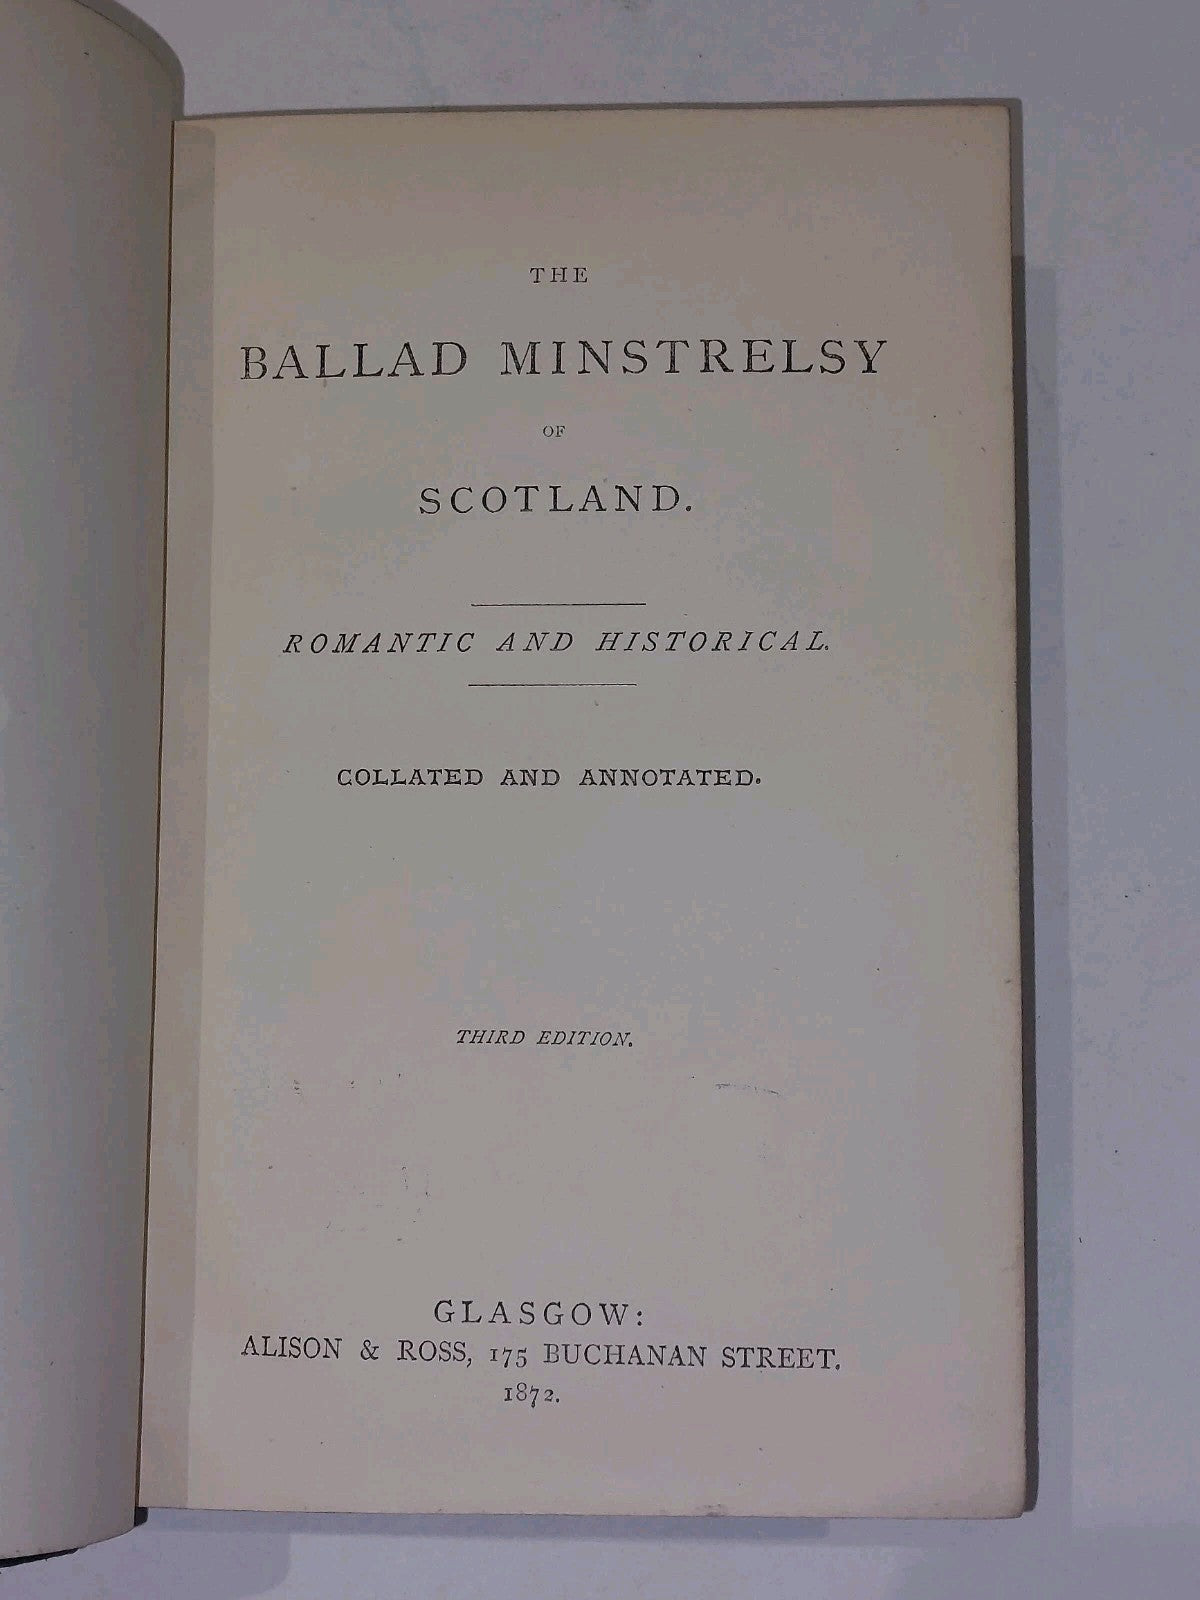 THE
BALLAD MINSTRELSY
OF
SCOTLAND.
ROMANTIC AND HISTORICAL.
COLLATED AND ANNOTATED.
THIRD EDITION.
GLASGOW:
ALISON & ROSS, 175 BUCHANAN STREET.
1872.